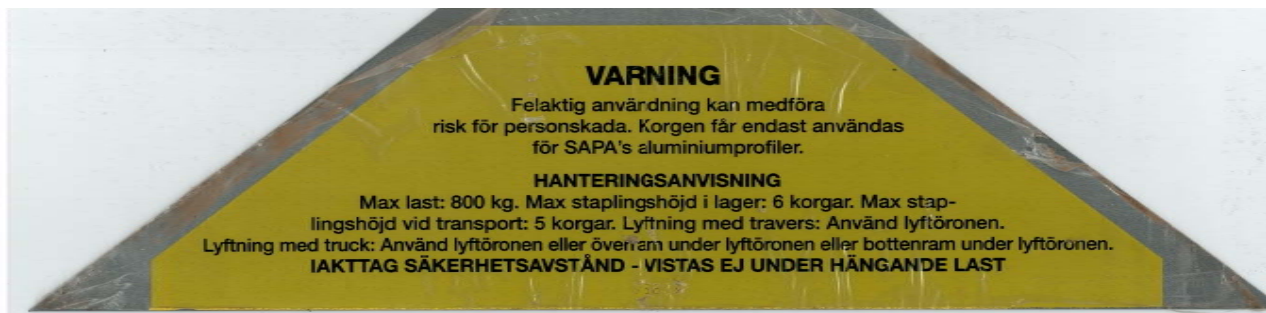 VARNING
Felaktig användning kan medföra
risk för personskada. Korgen får endast användas
för SAPA's aluminiumprofiler.
HANTERINGSANVISNING
Max last: 800 kg. Max staplingshöjd i lager: 6 korgar. Max stap-
lingshöjd vid transport: 5 korgar. Lyftning med travers: Använd lyftöronen.
Lyftning med truck: Använd lyftöronen eller överram under lyftöronen eller bottenram under lyftöronen.
IAKTTAG SÄKERHETSAVSTÅND - VISTAS EJ UNDER HÄNGANDE LAST